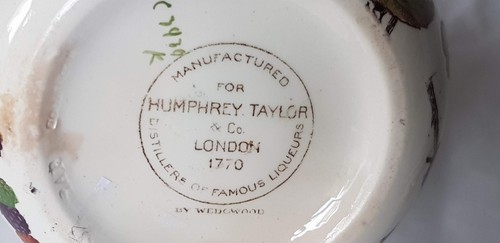 MANUFACTURED
FOR
HUMPHREY. TAYLOR
& Co.
LONDON
1770
DISTILLERS OF FAMOUS LIQUEURS
BY WEDGWOOD